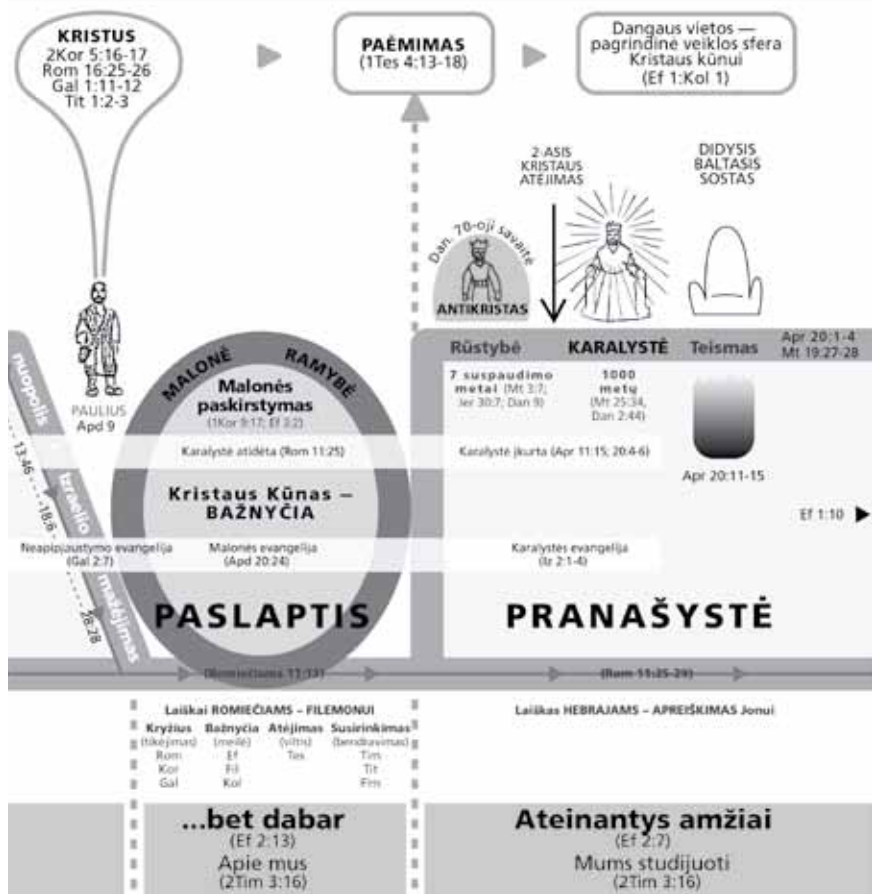 KRISTUS
2Kor 5:16-17
Rom 16:25-26
Gal 1:11-12
Tit 1:2-3
PAĖMIMAS
(1Tes 4:13-18)
Dangaus vietos —
pagrindinė veiklos sfera
Kristaus kūnui
(Ef 1:Kol 1)
2-ASIS
KRISTAUS
ATĖJIMAS
DIDYSIS
BALTASIS
SOSTAS
Dan. 70-oji savaitė
ANTIKRISTAS
PAULIUS
Apd 9
nuopolis
Izraelio
mažėjimas
13:46
18:6
28:28
MALONĖ
RAMYBĖ
Malonės
paskirstymas
(1Kor 9:17; Ef 3:2)
Karalystė atidėta (Rom 11:25)
Kristaus Kūnas –
BAŽNYČIA
Neapipjaustymo evangelija
(Gal 2:7)
Malonės evangelija
(Apd 20:24)
PASLAPTIS
(Romiečiams 11:13)
Rūstybė
KARALYSTĖ
Teismas
Apr 20:1-4
Mt 19:27-28
7 suspaudimo
metai (Mt 3:7;
Jer 30:7; Dan 9)
1000
metų
(Mt 25:34,
Dan 2:44)
Karalystė įkurta (Apr 11:15; 20:4-6)
Apr 20:11-15
Ef 1:10
Karalystės evangelija
(Iz 2:1-4)
PRANAŠYSTĖ
(Rom 11:25-29)
Laiškai ROMIEČIAMS – FILEMONUI
Kryžius Bažnyčia Atėjimas Susirinkimas
(tikėjimas) (meilė) (viltis) (bendravimas)
Rom Ef Tes Tim
Kor Fil Tit
Gal Kol Fm
Laiškas HEBRAJAMS – APREIŠKIMAS Jonui
...bet dabar
(Ef 2:13)
Apie mus
(2Tim 3:16)
Ateinantys amžiai
(Ef 2:7)
Mums studijuoti
(2Tim 3:16)